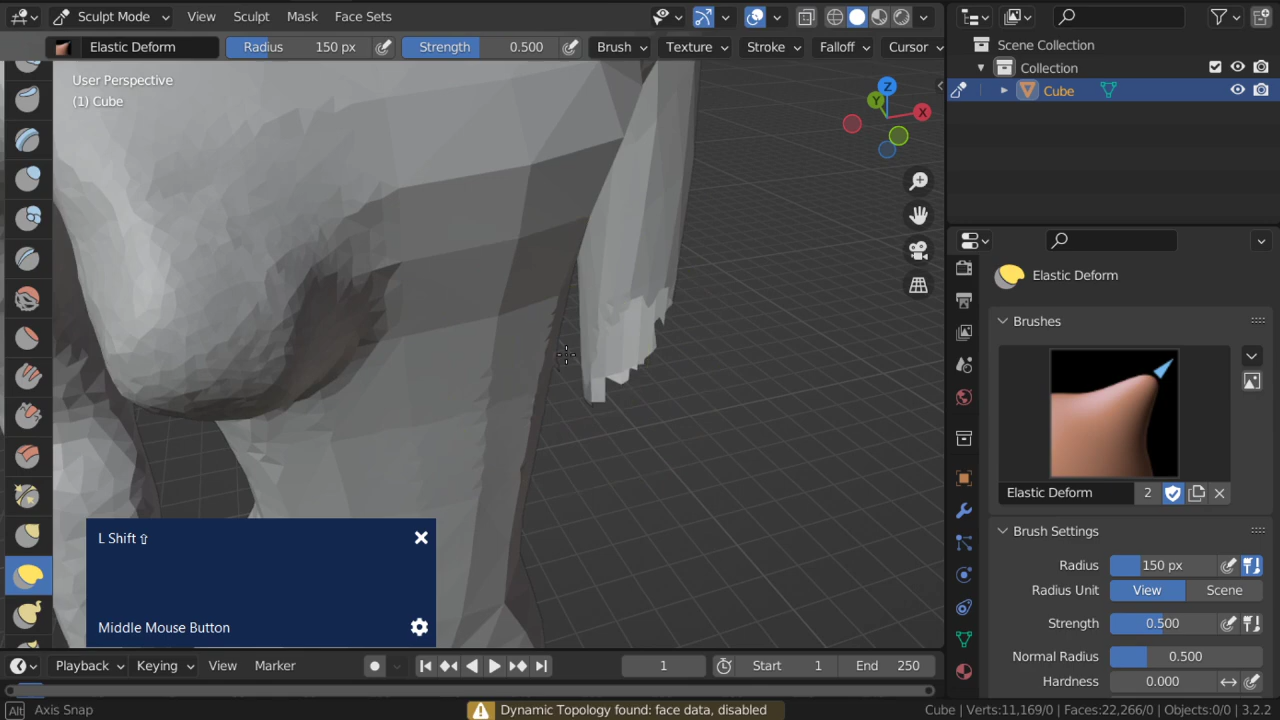 Sculpt Mode View Sculpt Mask Face Sets
Elastic Deform Radius 150 px Strength 0.500 Brush Texture Stroke Falloff Cursor
User Perspective
(1) Cube
Z
Y
X
L Shift ⇧
Middle Mouse Button
Scene Collection
Collection
Cube
Elastic Deform
Brushes
Elastic Deform 2
Brush Settings
Radius 150 px
Radius Unit View Scene
Strength 0.500
Normal Radius 0.500
Hardness 0.000
Playback Keying View Marker 1 Start 1 End 250
Alt Axis Snap Dynamic Topology found: face data, disabled Cube | Verts:11,169/0 | Faces:22,266/0 | Objects:0/0 | 3.2.2